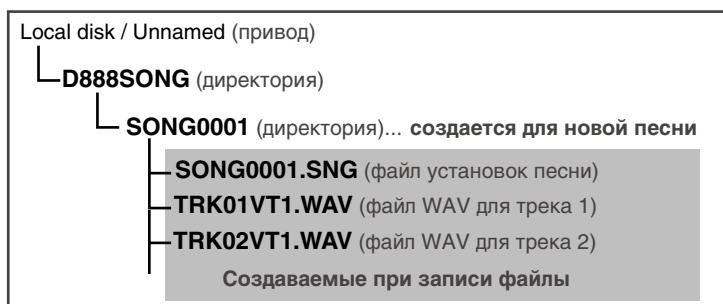 Local disk / Unnamed (привод)
D888SONG (директория)
SONG0001 (директория)... создается для новой песни
SONG0001.SNG (файл установок песни)
TRK01VT1.WAV (файл WAV для трека 1)
TRK02VT1.WAV (файл WAV для трека 2)
Создаваемые при записи файлы